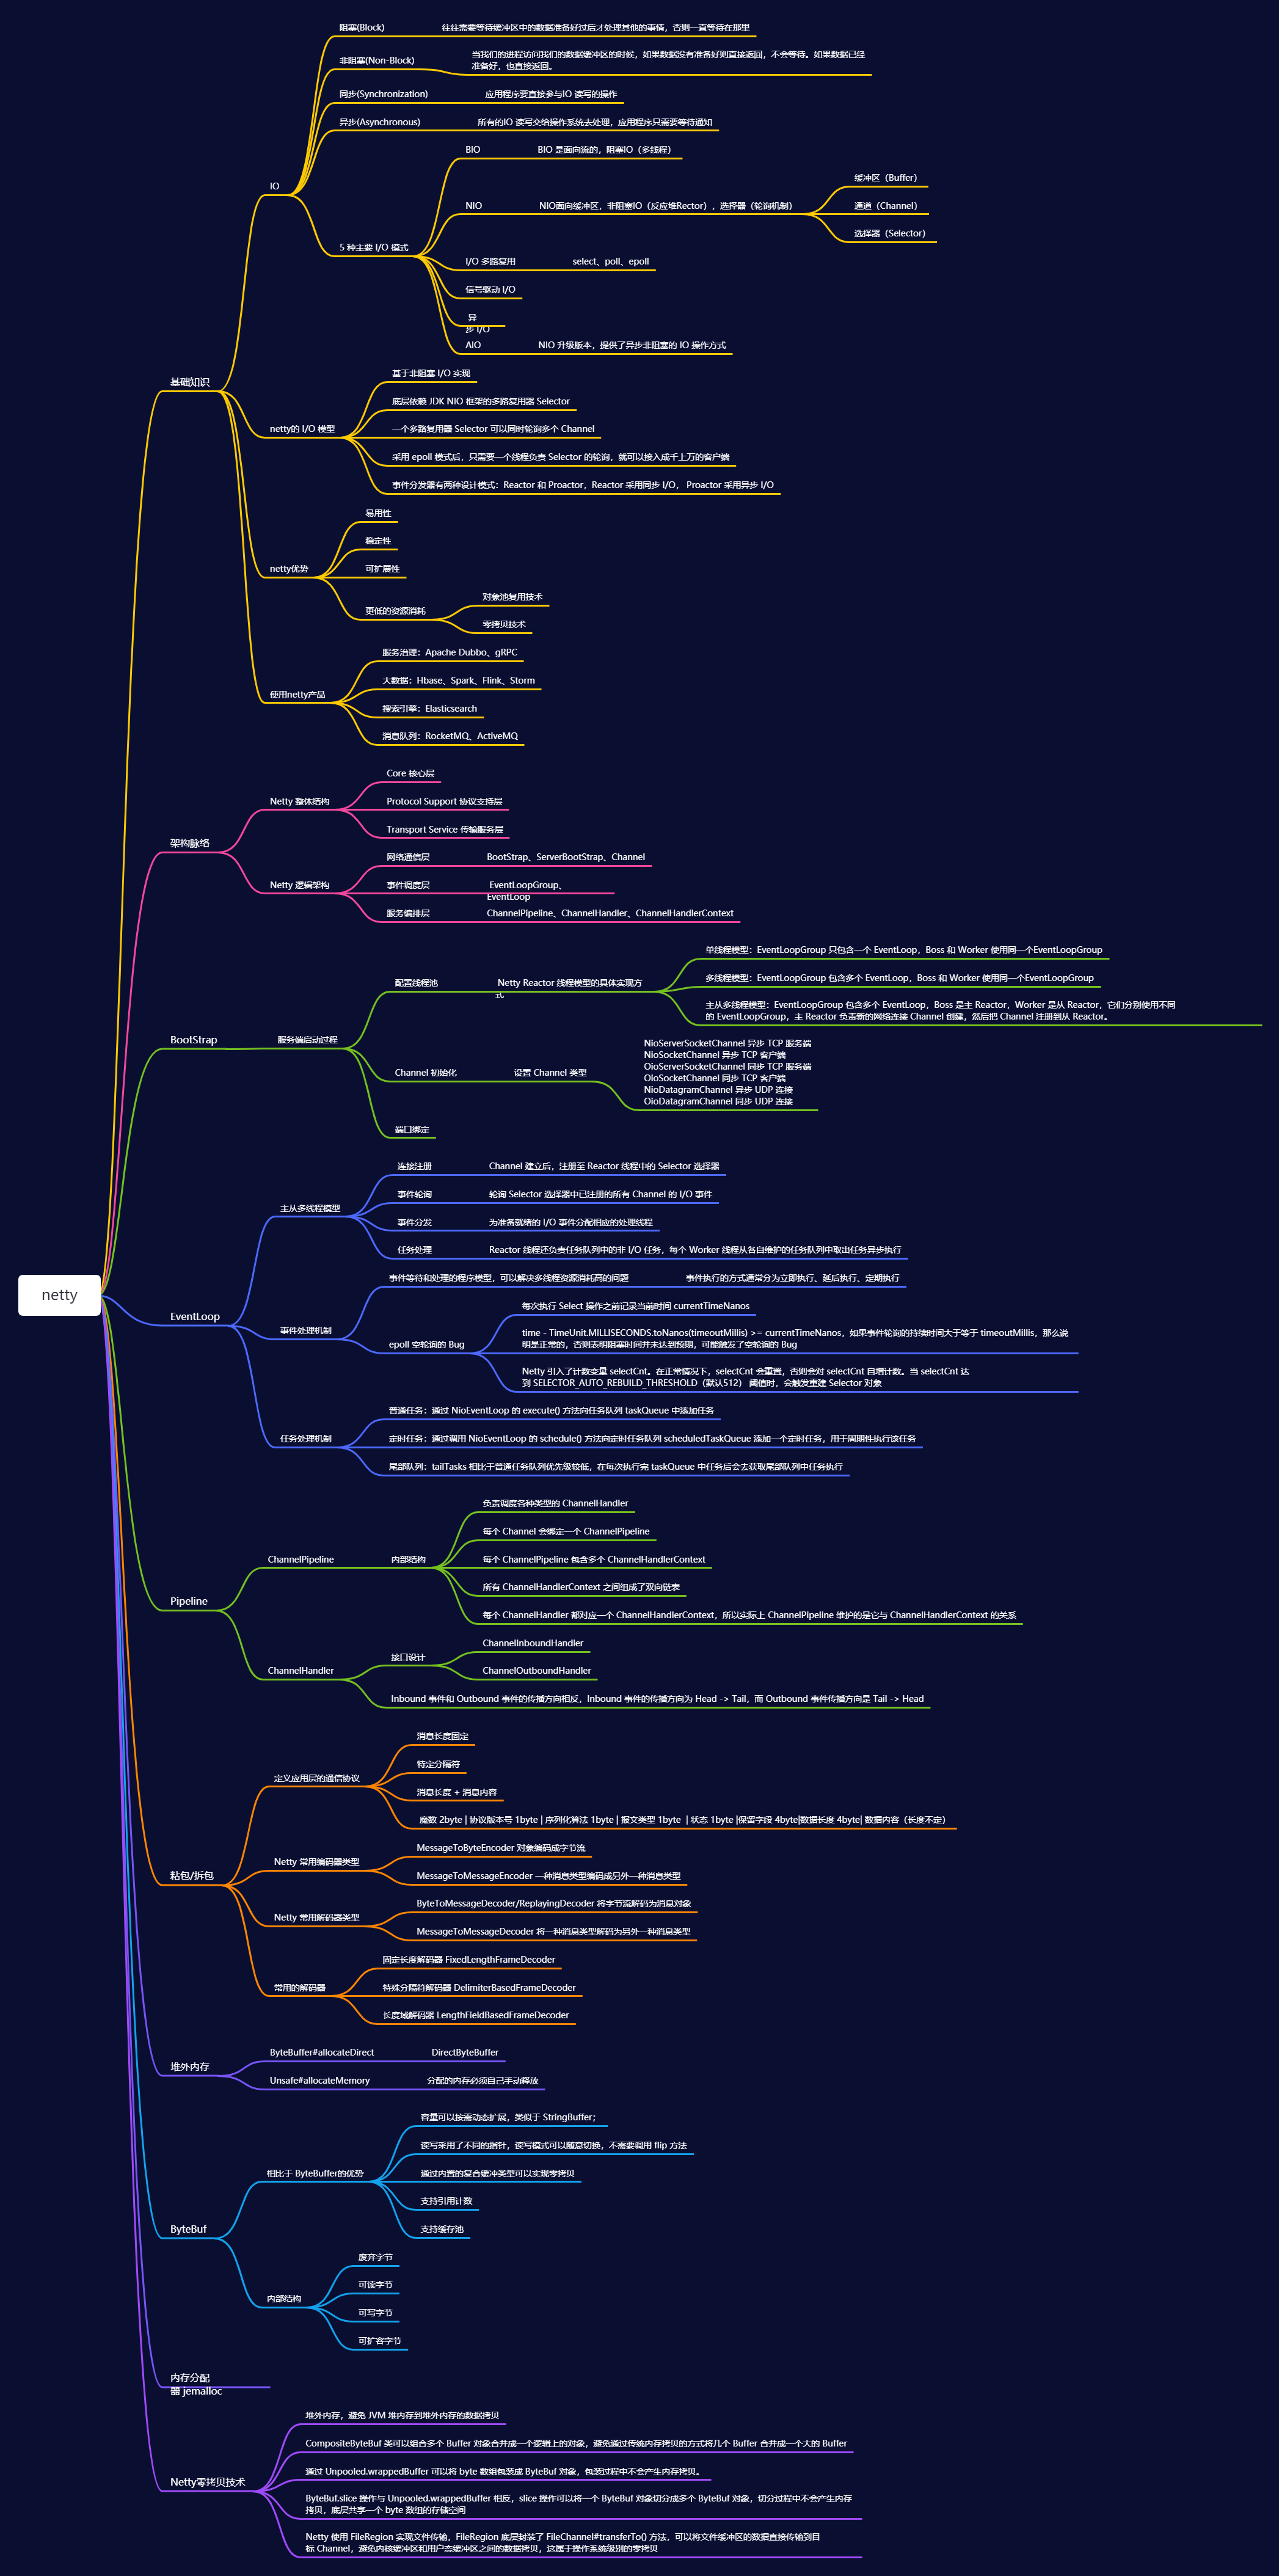 netty
基础知识
IO
阻塞(Block)
往往需要等待缓冲区中的数据准备好过后才处理其他的事情，否则一直等待在那里
非阻塞(Non-Block)
当我们的进程访问我们的数据缓冲区的时候，如果数据没有准备好则直接返回，不会等待。如果数据已经
准备好，也直接返回。
同步(Synchronization)
应用程序要直接参与IO 读写的操作
异步(Asynchronous)
所有的IO 读写交给操作系统去处理，应用程序只需要等待通知
5 种主要 I/O 模式
BIO
BIO 是面向流的，阻塞IO（多线程）
NIO
NIO面向缓冲区，非阻塞IO（反应堆Rector），选择器（轮询机制）
缓冲区（Buffer）
通道（Channel）
选择器（Selector）
I/O 多路复用
select、poll、epoll
信号驱动 I/O
异
步 I/O
AIO
NIO 升级版本，提供了异步非阻塞的 IO 操作方式
netty的 I/O 模型
基于非阻塞 I/O 实现
底层依赖 JDK NIO 框架的多路复用器 Selector
一个多路复用器 Selector 可以同时轮询多个 Channel
采用 epoll 模式后，只需要一个线程负责 Selector 的轮询，就可以接入成千上万的客户端
事件分发器有两种设计模式：Reactor 和 Proactor，Reactor 采用同步 I/O， Proactor 采用异步 I/O
netty优势
易用性
稳定性
可扩展性
更低的资源消耗
对象池复用技术
零拷贝技术
使用netty产品
服务治理：Apache Dubbo、gRPC
大数据：Hbase、Spark、Flink、Storm
搜索引擎：Elasticsearch
消息队列：RocketMQ、ActiveMQ
架构脉络
Netty 整体结构
Core 核心层
Protocol Support 协议支持层
Transport Service 传输服务层
Netty 逻辑架构
网络通信层
BootStrap、ServerBootStrap、Channel
事件调度层
EventLoopGroup、
EventLoop
服务编排层
ChannelPipeline、ChannelHandler、ChannelHandlerContext
BootStrap
服务端启动过程
配置线程池
Netty Reactor 线程模型的具体实现方
式
单线程模型：EventLoopGroup 只包含一个 EventLoop，Boss 和 Worker 使用同一个EventLoopGroup
多线程模型：EventLoopGroup 包含多个 EventLoop，Boss 和 Worker 使用同一个EventLoopGroup
主从多线程模型：EventLoopGroup 包含多个 EventLoop，Boss 是主 Reactor，Worker 是从 Reactor，它们分别使用不同
的 EventLoopGroup，主 Reactor 负责新的网络连接 Channel 创建，然后把 Channel 注册到从 Reactor。
Channel 初始化
设置 Channel 类型
NioServerSocketChannel 异步 TCP 服务端
NioSocketChannel 异步 TCP 客户端
OioServerSocketChannel 同步 TCP 服务端
OioSocketChannel 同步 TCP 客户端
NioDatagramChannel 异步 UDP 连接
OioDatagramChannel 同步 UDP 连接
端口绑定
EventLoop
主从多线程模型
连接注册
Channel 建立后，注册至 Reactor 线程中的 Selector 选择器
事件轮询
轮询 Selector 选择器中已注册的所有 Channel 的 I/O 事件
事件分发
为准备就绪的 I/O 事件分配相应的处理线程
任务处理
Reactor 线程还负责任务队列中的非 I/O 任务，每个 Worker 线程从各自维护的任务队列中取出任务异步执行
事件处理机制
事件等待和处理的程序模型，可以解决多线程资源消耗高的问题
事件执行的方式通常分为立即执行、延后执行、定期执行
epoll 空轮询的 Bug
每次执行 Select 操作之前记录当前时间 currentTimeNanos
time - TimeUnit.MILLISECONDS.toNanos(timeoutMillis) >= currentTimeNanos，如果事件轮询的持续时间大于等于 timeoutMillis，那么说
明是正常的，否则表明阻塞时间并未达到预期，可能触发了空轮询的 Bug
Netty 引入了计数变量 selectCnt。在正常情况下，selectCnt 会重置，否则会对 selectCnt 自增计数。当 selectCnt 达
到 SELECTOR_AUTO_REBUILD_THRESHOLD（默认512） 阈值时，会触发重建 Selector 对象
任务处理机制
普通任务：通过 NioEventLoop 的 execute() 方法向任务队列 taskQueue 中添加任务
定时任务：通过调用 NioEventLoop 的 schedule() 方法向定时任务队列 scheduledTaskQueue 添加一个定时任务，用于周期性执行该任务
尾部队列：tailTasks 相比于普通任务队列优先级较低，在每次执行完 taskQueue 中任务后会去获取尾部队列中任务执行
Pipeline
ChannelPipeline
内部结构
负责调度各种类型的 ChannelHandler
每个 Channel 会绑定一个 ChannelPipeline
每个 ChannelPipeline 包含多个 ChannelHandlerContext
所有 ChannelHandlerContext 之间组成了双向链表
每个 ChannelHandler 都对应一个 ChannelHandlerContext，所以实际上 ChannelPipeline 维护的是它与 ChannelHandlerContext 的关系
ChannelHandler
接口设计
ChannelInboundHandler
ChannelOutboundHandler
Inbound 事件和 Outbound 事件的传播方向相反，Inbound 事件的传播方向为 Head -> Tail，而 Outbound 事件传播方向是 Tail -> Head
粘包/拆包
定义应用层的通信协议
消息长度固定
特定分隔符
消息长度 + 消息内容
魔数 2byte | 协议版本号 1byte | 序列化算法 1byte | 报文类型 1byte | 状态 1byte |保留字段 4byte|数据长度 4byte| 数据内容（长度不定）
Netty 常用编码器类型
MessageToByteEncoder 对象编码成字节流
MessageToMessageEncoder 一种消息类型编码成另外一种消息类型
Netty 常用解码器类型
ByteToMessageDecoder/ReplayingDecoder 将字节流解码为消息对象
MessageToMessageDecoder 将一种消息类型解码为另外一种消息类型
常用的解码器
固定长度解码器 FixedLengthFrameDecoder
特殊分隔符解码器 DelimiterBasedFrameDecoder
长度域解码器 LengthFieldBasedFrameDecoder
堆外内存
ByteBuffer#allocateDirect
DirectByteBuffer
Unsafe#allocateMemory
分配的内存必须自己手动释放
ByteBuf
相比于 ByteBuffer的优势
容量可以按需动态扩展，类似于 StringBuffer；
读写采用了不同的指针，读写模式可以随意切换，不需要调用 flip 方法
通过内置的复合缓冲类型可以实现零拷贝
支持引用计数
支持缓存池
内部结构
废弃字节
可读字节
可写字节
可扩容字节
内存分配
器 jemalloc
Netty零拷贝技术
堆外内存，避免 JVM 堆内存到堆外内存的数据拷贝
CompositeByteBuf 类可以组合多个 Buffer 对象合并成一个逻辑上的对象，避免通过传统内存拷贝的方式将几个 Buffer 合并成一个大的 Buffer
通过 Unpooled.wrappedBuffer 可以将 byte 数组包装成 ByteBuf 对象，包装过程中不会产生内存拷贝。
ByteBuf.slice 操作与 Unpooled.wrappedBuffer 相反，slice 操作可以将一个 ByteBuf 对象切分成多个 ByteBuf 对象，切分过程中不会产生内存
拷贝，底层共享一个 byte 数组的存储空间
Netty 使用 FileRegion 实现文件传输，FileRegion 底层封装了 FileChannel#transferTo() 方法，可以将文件缓冲区的数据直接传输到目
标 Channel，避免内核缓冲区和用户态缓冲区之间的数据拷贝，这属于操作系统级别的零拷贝